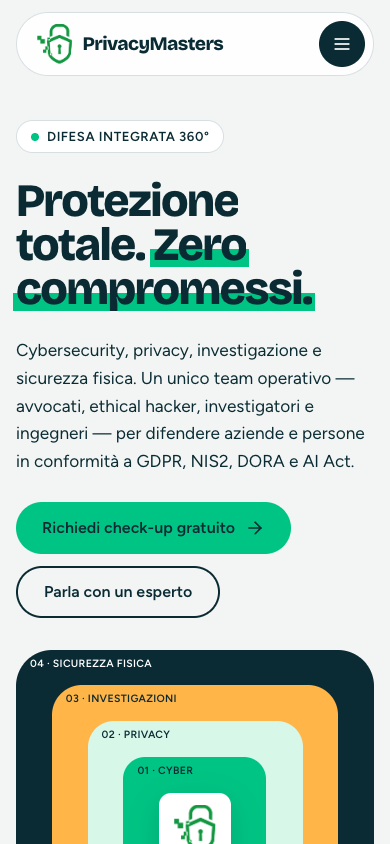 PrivacyMasters
DIFESA INTEGRATA 360°
Protezione
totale. Zero
compromessi.
Cybersecurity, privacy, investigazione e
sicurezza fisica. Un unico team operativo —
avvocati, ethical hacker, investigatori e
ingegneri — per difendere aziende e persone
in conformità a GDPR, NIS2, DORA e AI Act.
Richiedi check-up gratuito →
Parla con un esperto
04 · SICUREZZA FISICA
03 · INVESTIGAZIONI
02 · PRIVACY
01 · CYBER